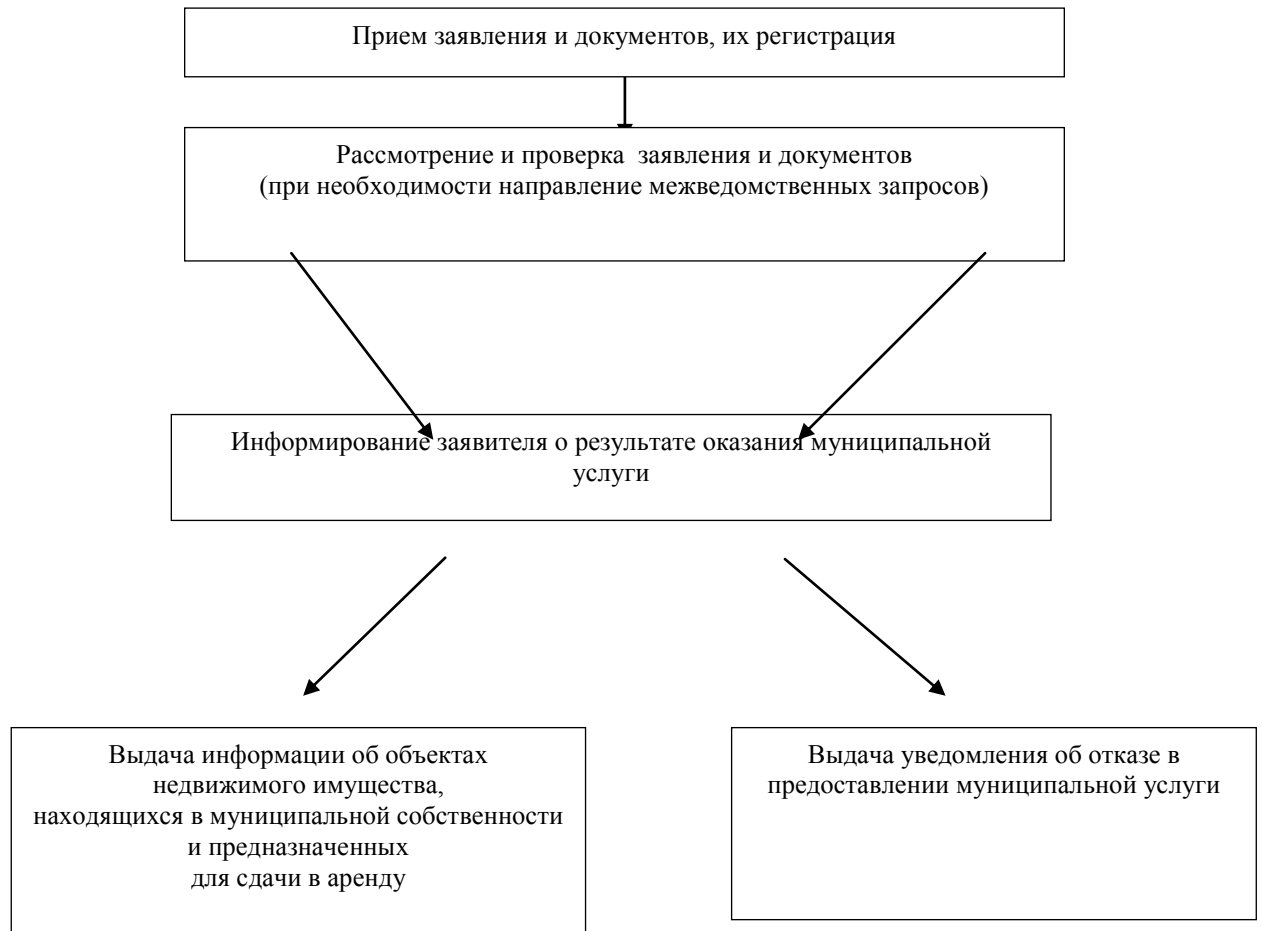 Прием заявления и документов, их регистрация
Рассмотрение и проверка заявления и документов
(при необходимости направление межведомственных запросов)
Информирование заявителя о результате оказания муниципальной
услуги
Выдача информации об объектах
недвижимого имущества,
находящихся в муниципальной собственности
и предназначенных
для сдачи в аренду
Выдача уведомления об отказе в
предоставлении муниципальной услуги